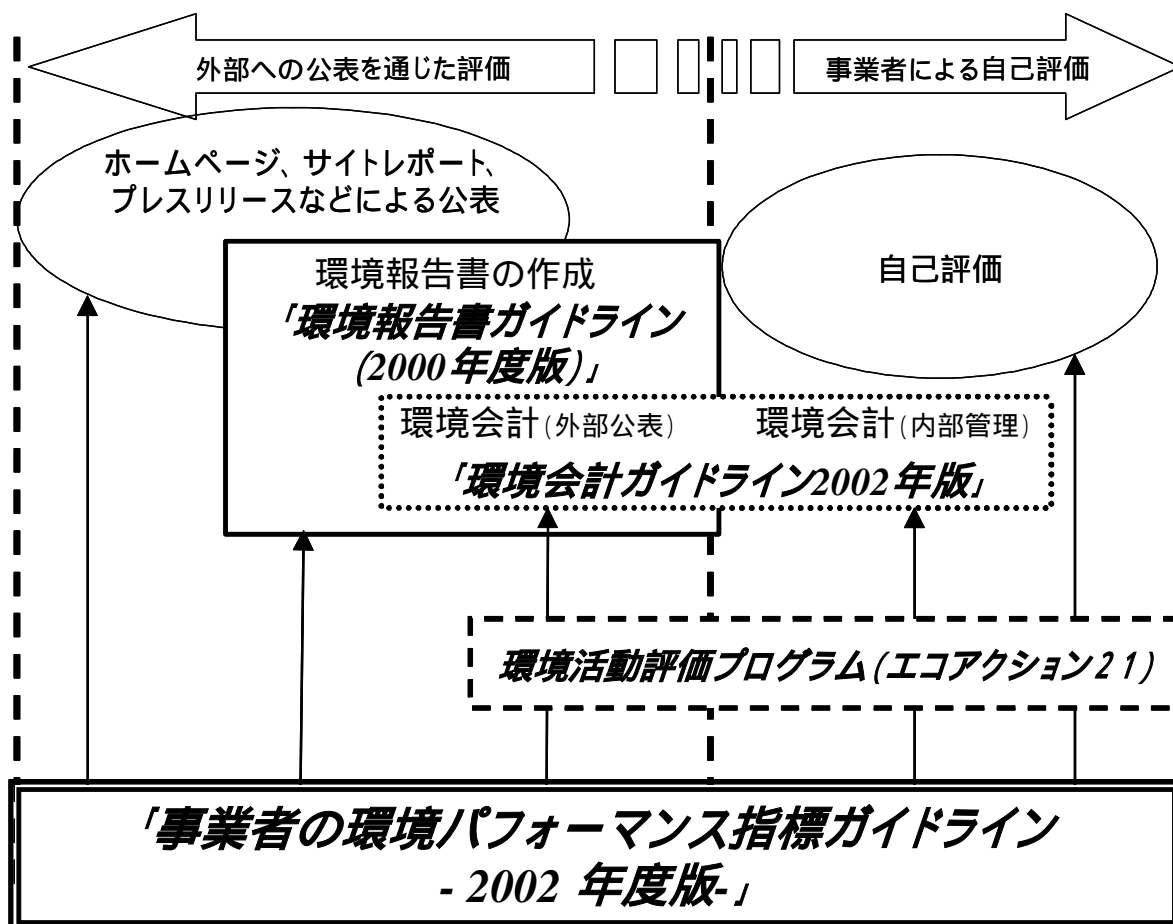 外部への公表を通じた評価
事業者による自己評価
ホームページ、サイトレポート、
プレスリリースなどによる公表
自己評価
環境報告書の作成
「環境報告書ガイドライン
(2000年度版)」
環境会計(外部公表)
環境会計(内部管理)
「環境会計ガイドライン2002年版」
環境活動評価プログラム(エコアクション21)
「事業者の環境パフォーマンス指標ガイドライン
- 2002 年度版-」